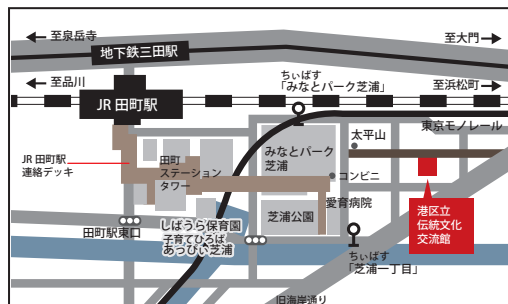 至泉岳寺
地下鉄三田駅
至大門
至品川
JR 田町駅
ちぃばす
「みなとパーク芝浦」
至浜松町
東京モノレール
太平山
JR 田町駅
連絡デッキ
田町
ステーション
タワー
みなとパーク
芝浦
コンビニ
愛育病院
港区立
伝統文化
交流館
芝浦公園
田町駅東口
しばうら保育園
子育てひろば
あっぴぃ芝浦
ちぃばす
「芝浦一丁目」
旧海岸通り